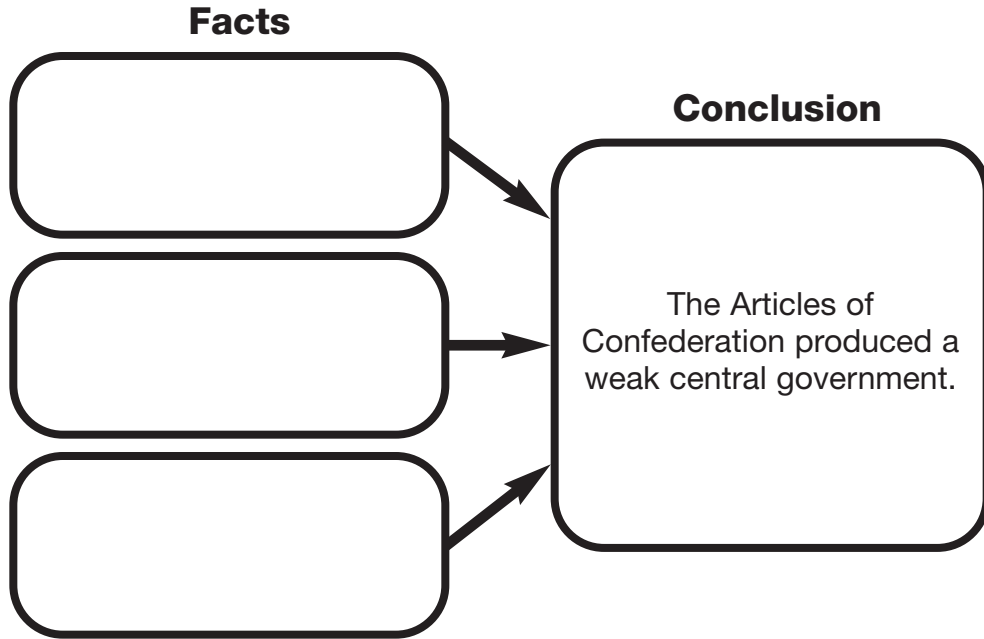 Facts
Conclusion
The Articles of
Confederation produced a
weak central government.